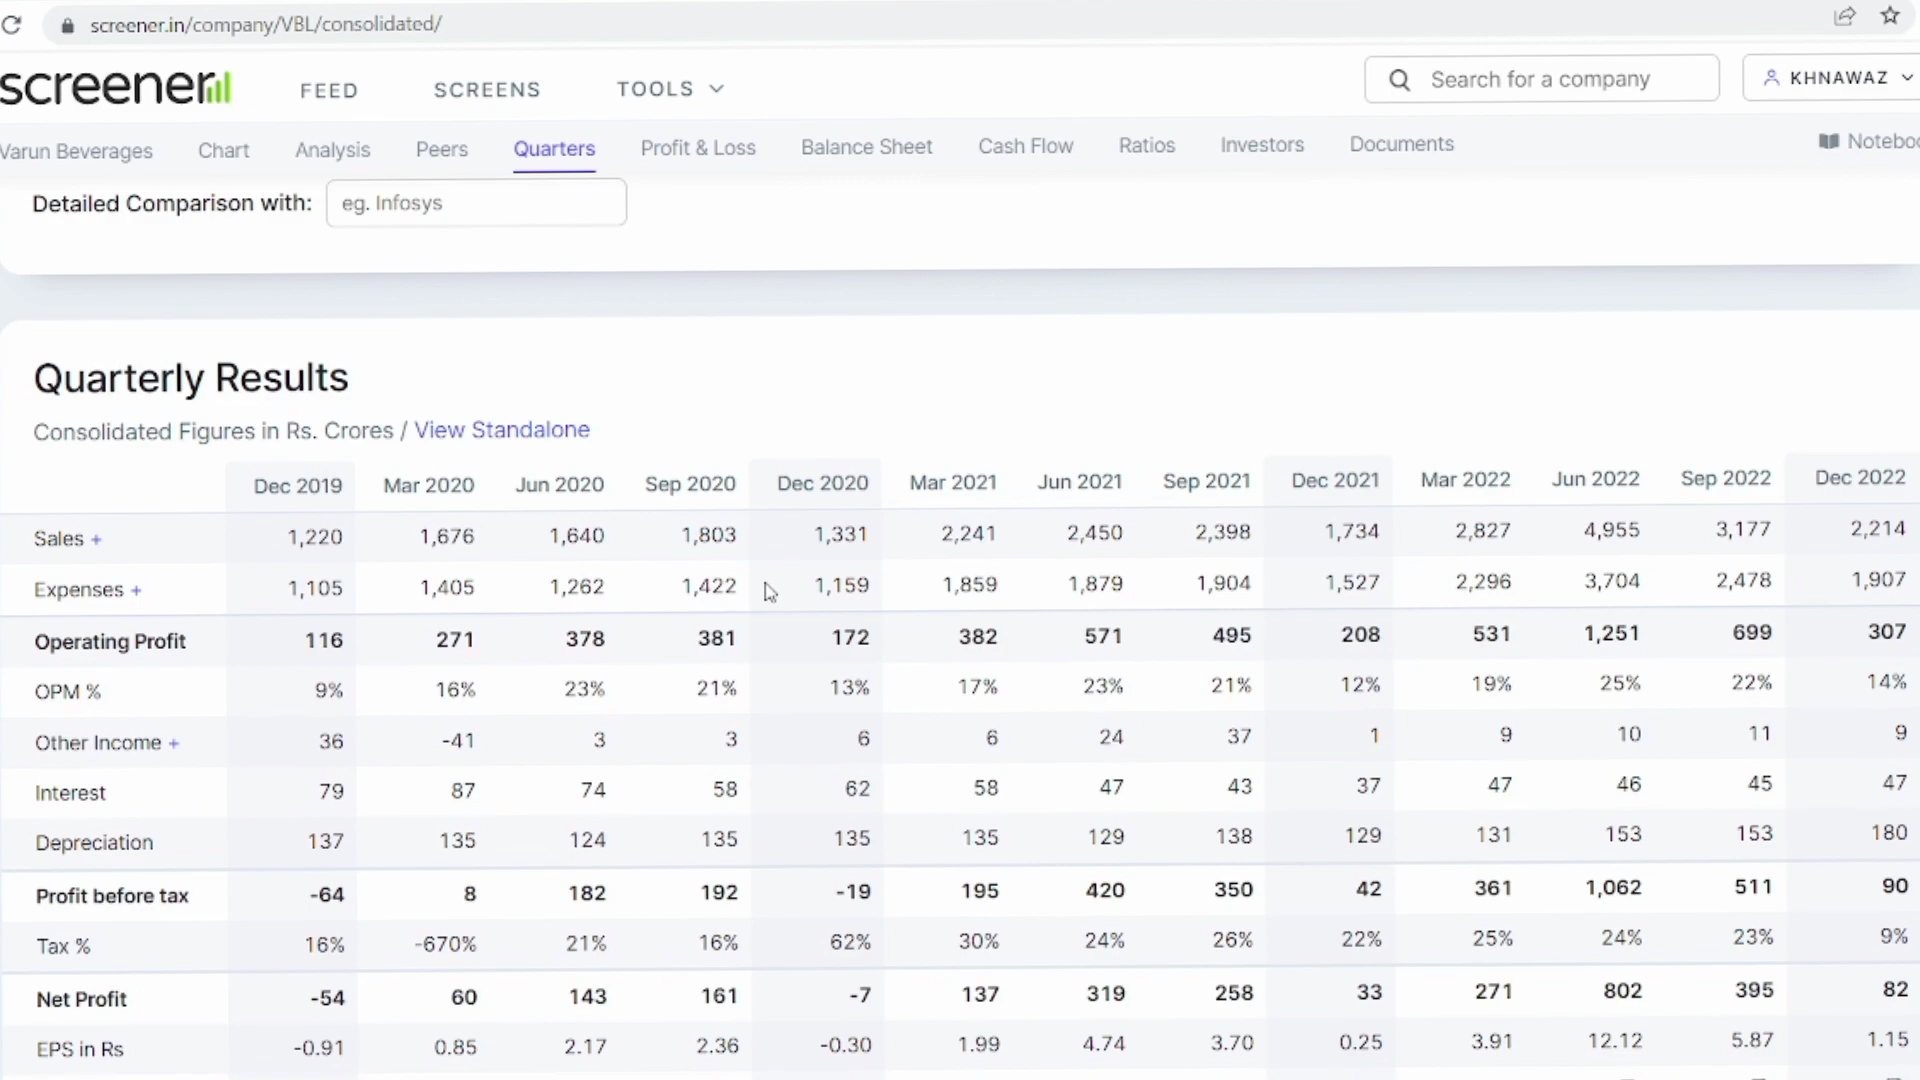 screener.in/company/VBL/consolidated/
screener FEED SCREENS TOOLS Search for a company KHNAWAZ
Varun Beverages Chart Analysis Peers Quarters Profit & Loss Balance Sheet Cash Flow Ratios Investors Documents
Detailed Comparison with: eg. Infosys
Quarterly Results
Consolidated Figures in Rs. Crores / View Standalone
Dec 2019 Mar 2020 Jun 2020 Sep 2020 Dec 2020 Mar 2021 Jun 2021 Sep 2021 Dec 2021 Mar 2022 Jun 2022 Sep 2022 Dec 2022
Sales + 1,220 1,676 1,640 1,803 1,331 2,241 2,450 2,398 1,734 2,827 4,955 3,177 2,214
Expenses + 1,105 1,405 1,262 1,422 1,159 1,859 1,879 1,904 1,527 2,296 3,704 2,478 1,907
Operating Profit 116 271 378 381 172 382 571 495 208 531 1,251 699 307
OPM % 9% 16% 23% 21% 13% 17% 23% 21% 12% 19% 25% 22% 14%
Other Income + 36 -41 3 3 6 6 24 37 1 9 10 11 9
Interest 79 87 74 58 62 58 47 43 37 47 46 45 47
Depreciation 137 135 124 135 135 135 129 138 129 131 153 153 180
Profit before tax -64 8 182 192 -19 195 420 350 42 361 1,062 511 90
Tax % 16% -670% 21% 16% 62% 30% 24% 26% 22% 25% 24% 23% 9%
Net Profit -54 60 143 161 -7 137 319 258 33 271 802 395 82
EPS in Rs -0.91 0.85 2.17 2.36 -0.30 1.99 4.74 3.70 0.25 3.91 12.12 5.87 1.15